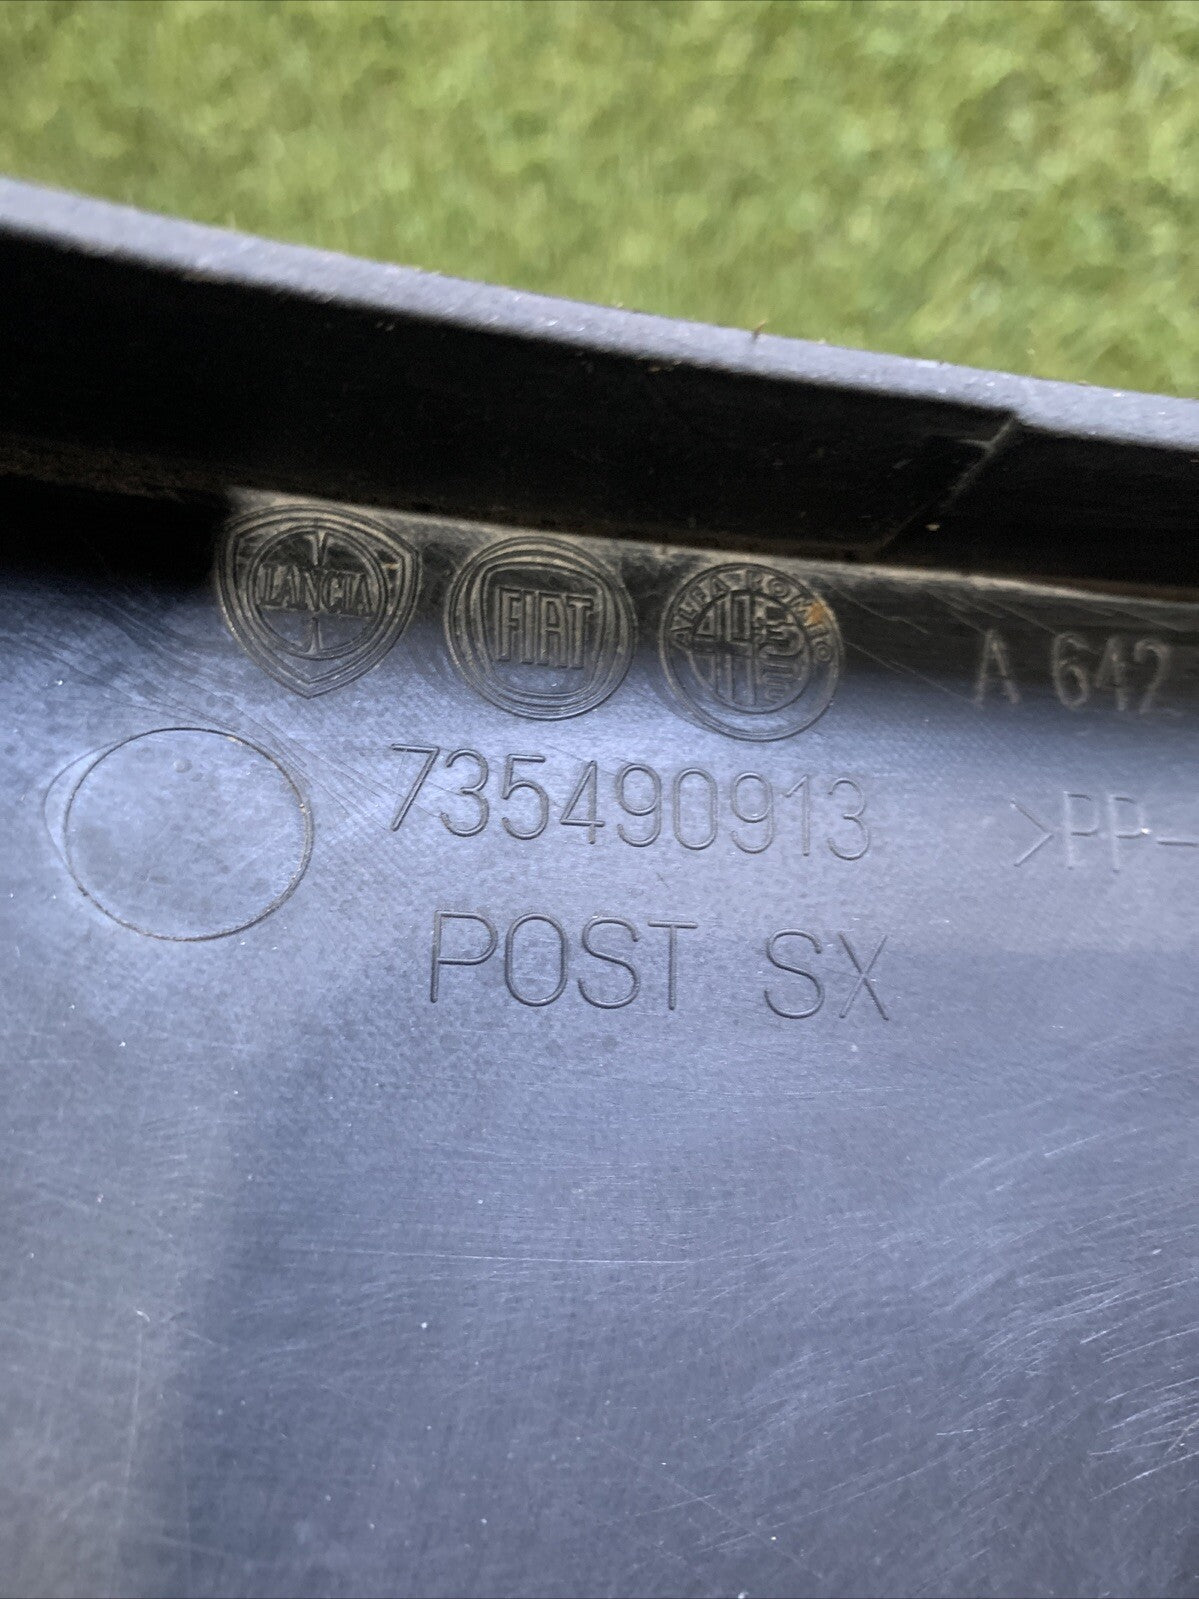 LANCIA
FIAT
ALFA ROMEO
A 642
735490913
>PP-
POST SX